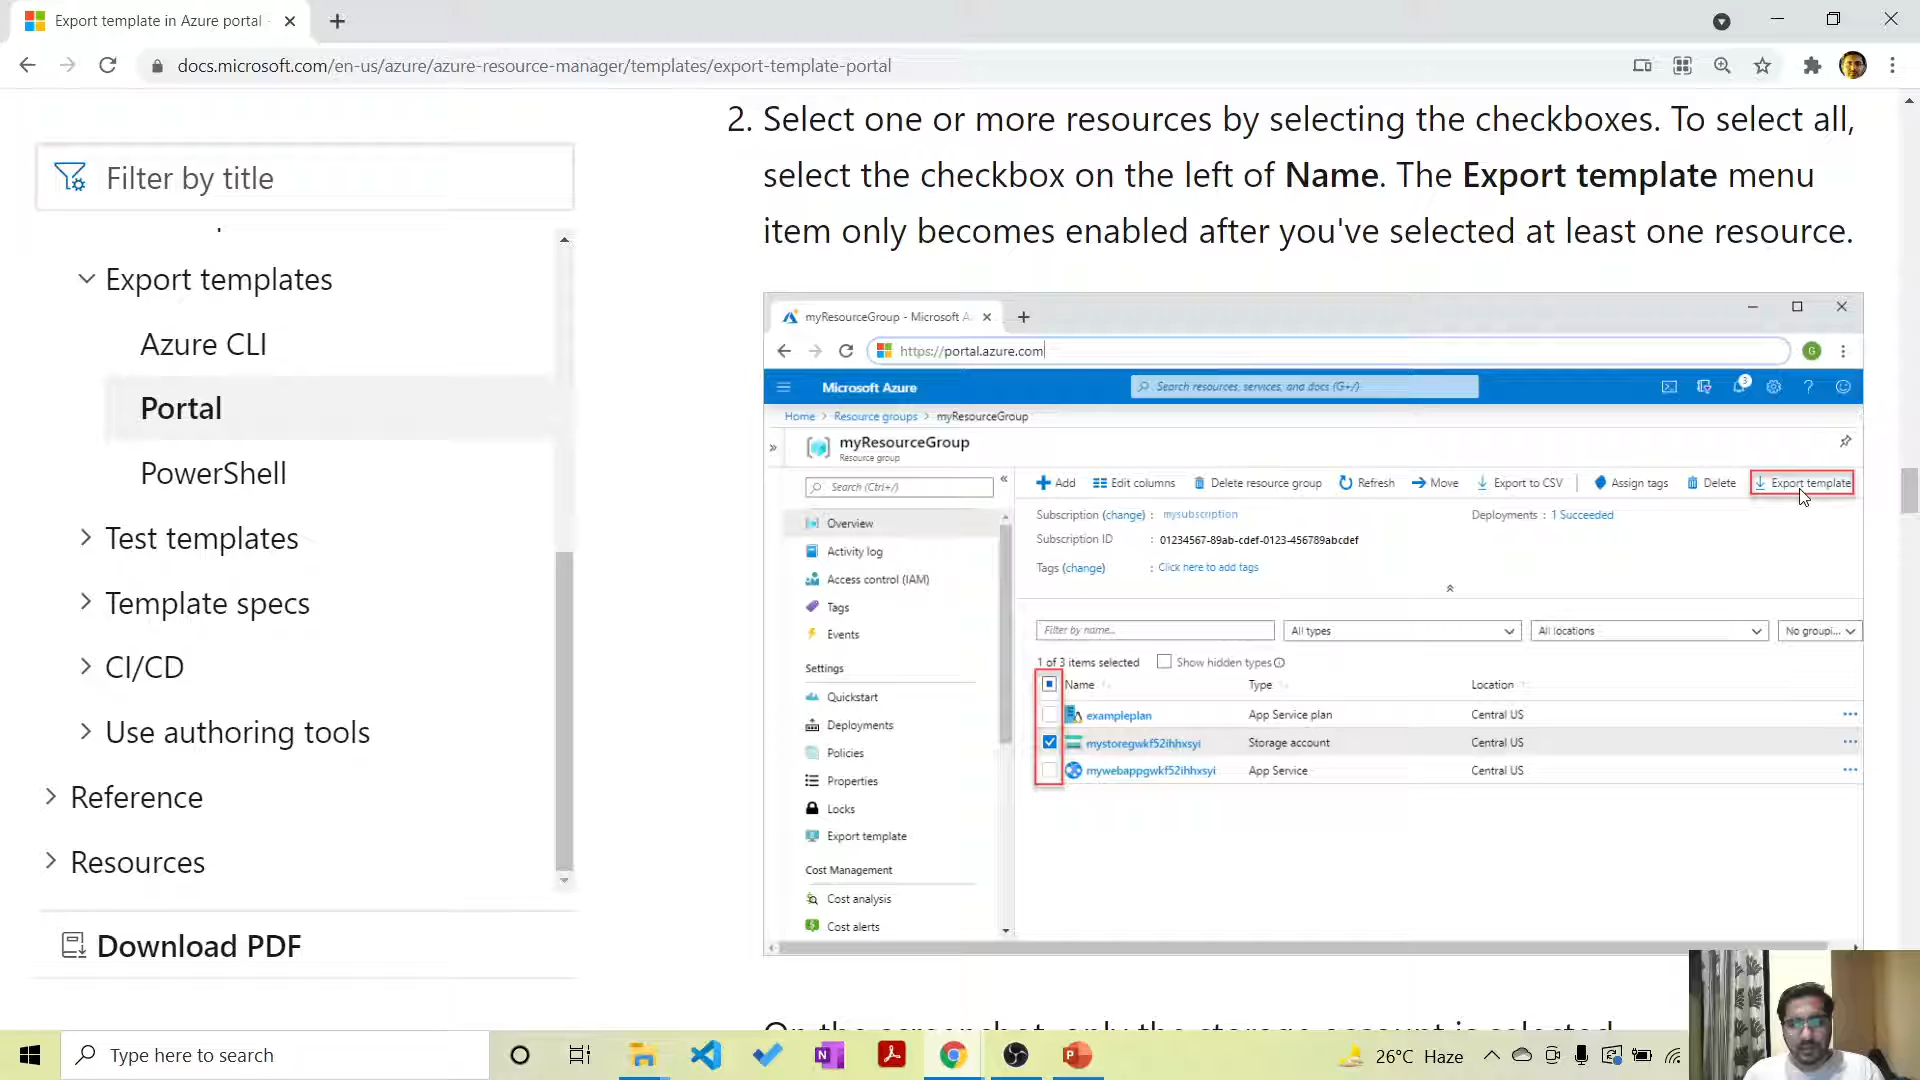 Export template in Azure portal
docs.microsoft.com/en-us/azure/azure-resource-manager/templates/export-template-portal
Filter by title
Export templates
Azure CLI
Portal
PowerShell
Test templates
Template specs
CI/CD
Use authoring tools
Reference
Resources
Download PDF
2. Select one or more resources by selecting the checkboxes. To select all,
select the checkbox on the left of Name. The Export template menu
item only becomes enabled after you've selected at least one resource.
myResourceGroup - Microsoft A
https://portal.azure.com
G
Microsoft Azure
Search resources, services, and docs (G+/)
3
Home > Resource groups > myResourceGroup
myResourceGroup
Resource group
Search (Ctrl+/)
Add
Edit columns
Delete resource group
Refresh
Move
Export to CSV
Assign tags
Delete
Export template
Overview
Activity log
Access control (IAM)
Tags
Events
Settings
Quickstart
Deployments
Policies
Properties
Locks
Export template
Cost Management
Cost analysis
Cost alerts
Subscription (change) : mysubscription
Deployments : 1 Succeeded
Subscription ID : 01234567-89ab-cdef-0123-456789abcdef
Tags (change) : Click here to add tags
Filter by name...
All types
All locations
No groupi...
1 of 3 items selected
Show hidden types
Name Type Location
exampleplan App Service plan Central US
mystoregwkf52ihhxsyi Storage account Central US
mywebappgwkf52ihhxsyi App Service Central US
On the screenshot, only the storage account is selected.
Type here to search
26°C Haze